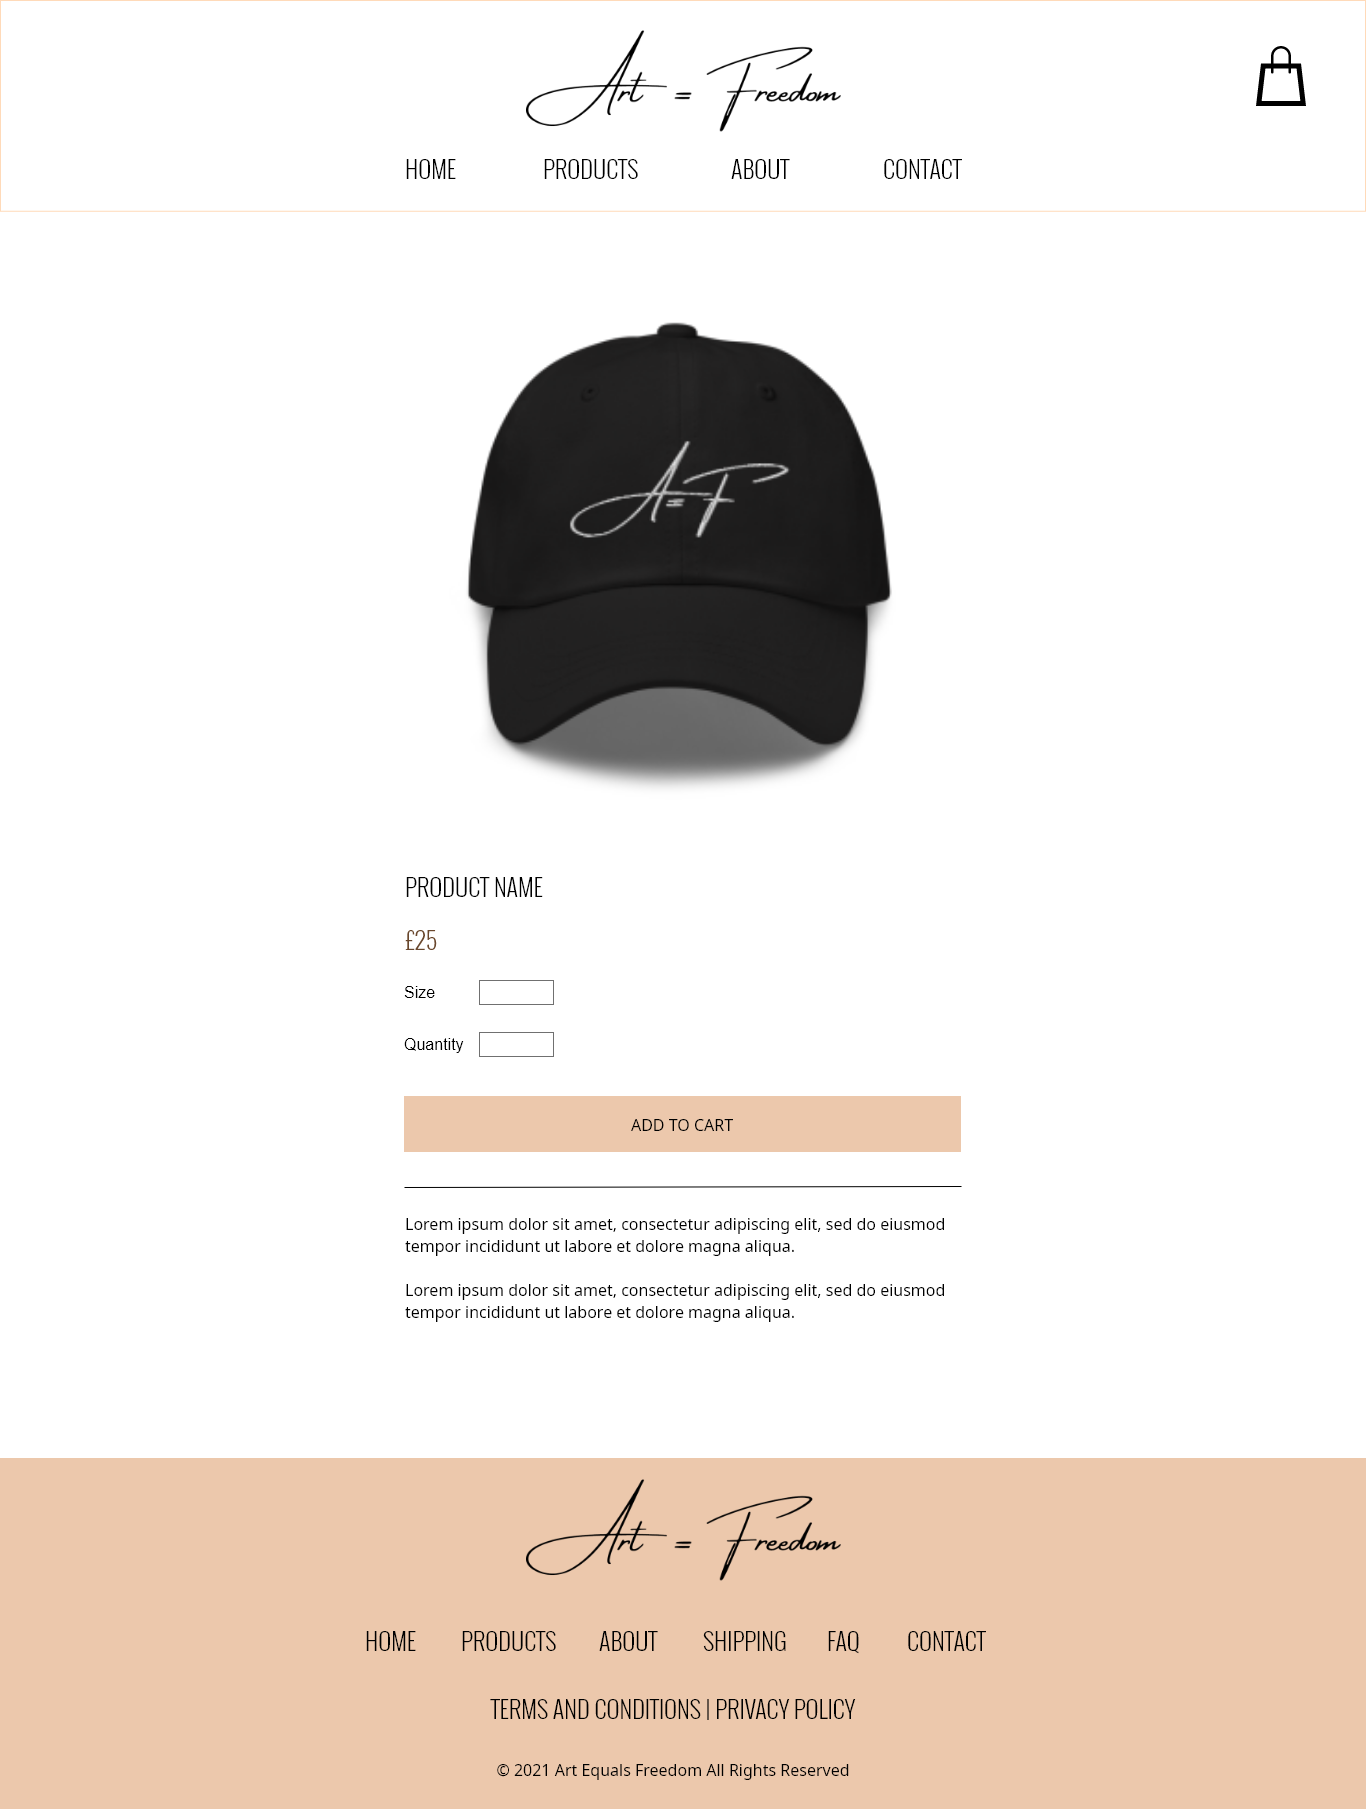 Art = Freedom
HOME PRODUCTS ABOUT CONTACT
A=F
PRODUCT NAME
£25
Size
Quantity
ADD TO CART
Lorem ipsum dolor sit amet, consectetur adipiscing elit, sed do eiusmod
tempor incididunt ut labore et dolore magna aliqua.
Lorem ipsum dolor sit amet, consectetur adipiscing elit, sed do eiusmod
tempor incididunt ut labore et dolore magna aliqua.
Art = Freedom
HOME PRODUCTS ABOUT SHIPPING FAQ CONTACT
TERMS AND CONDITIONS | PRIVACY POLICY
© 2021 Art Equals Freedom All Rights Reserved